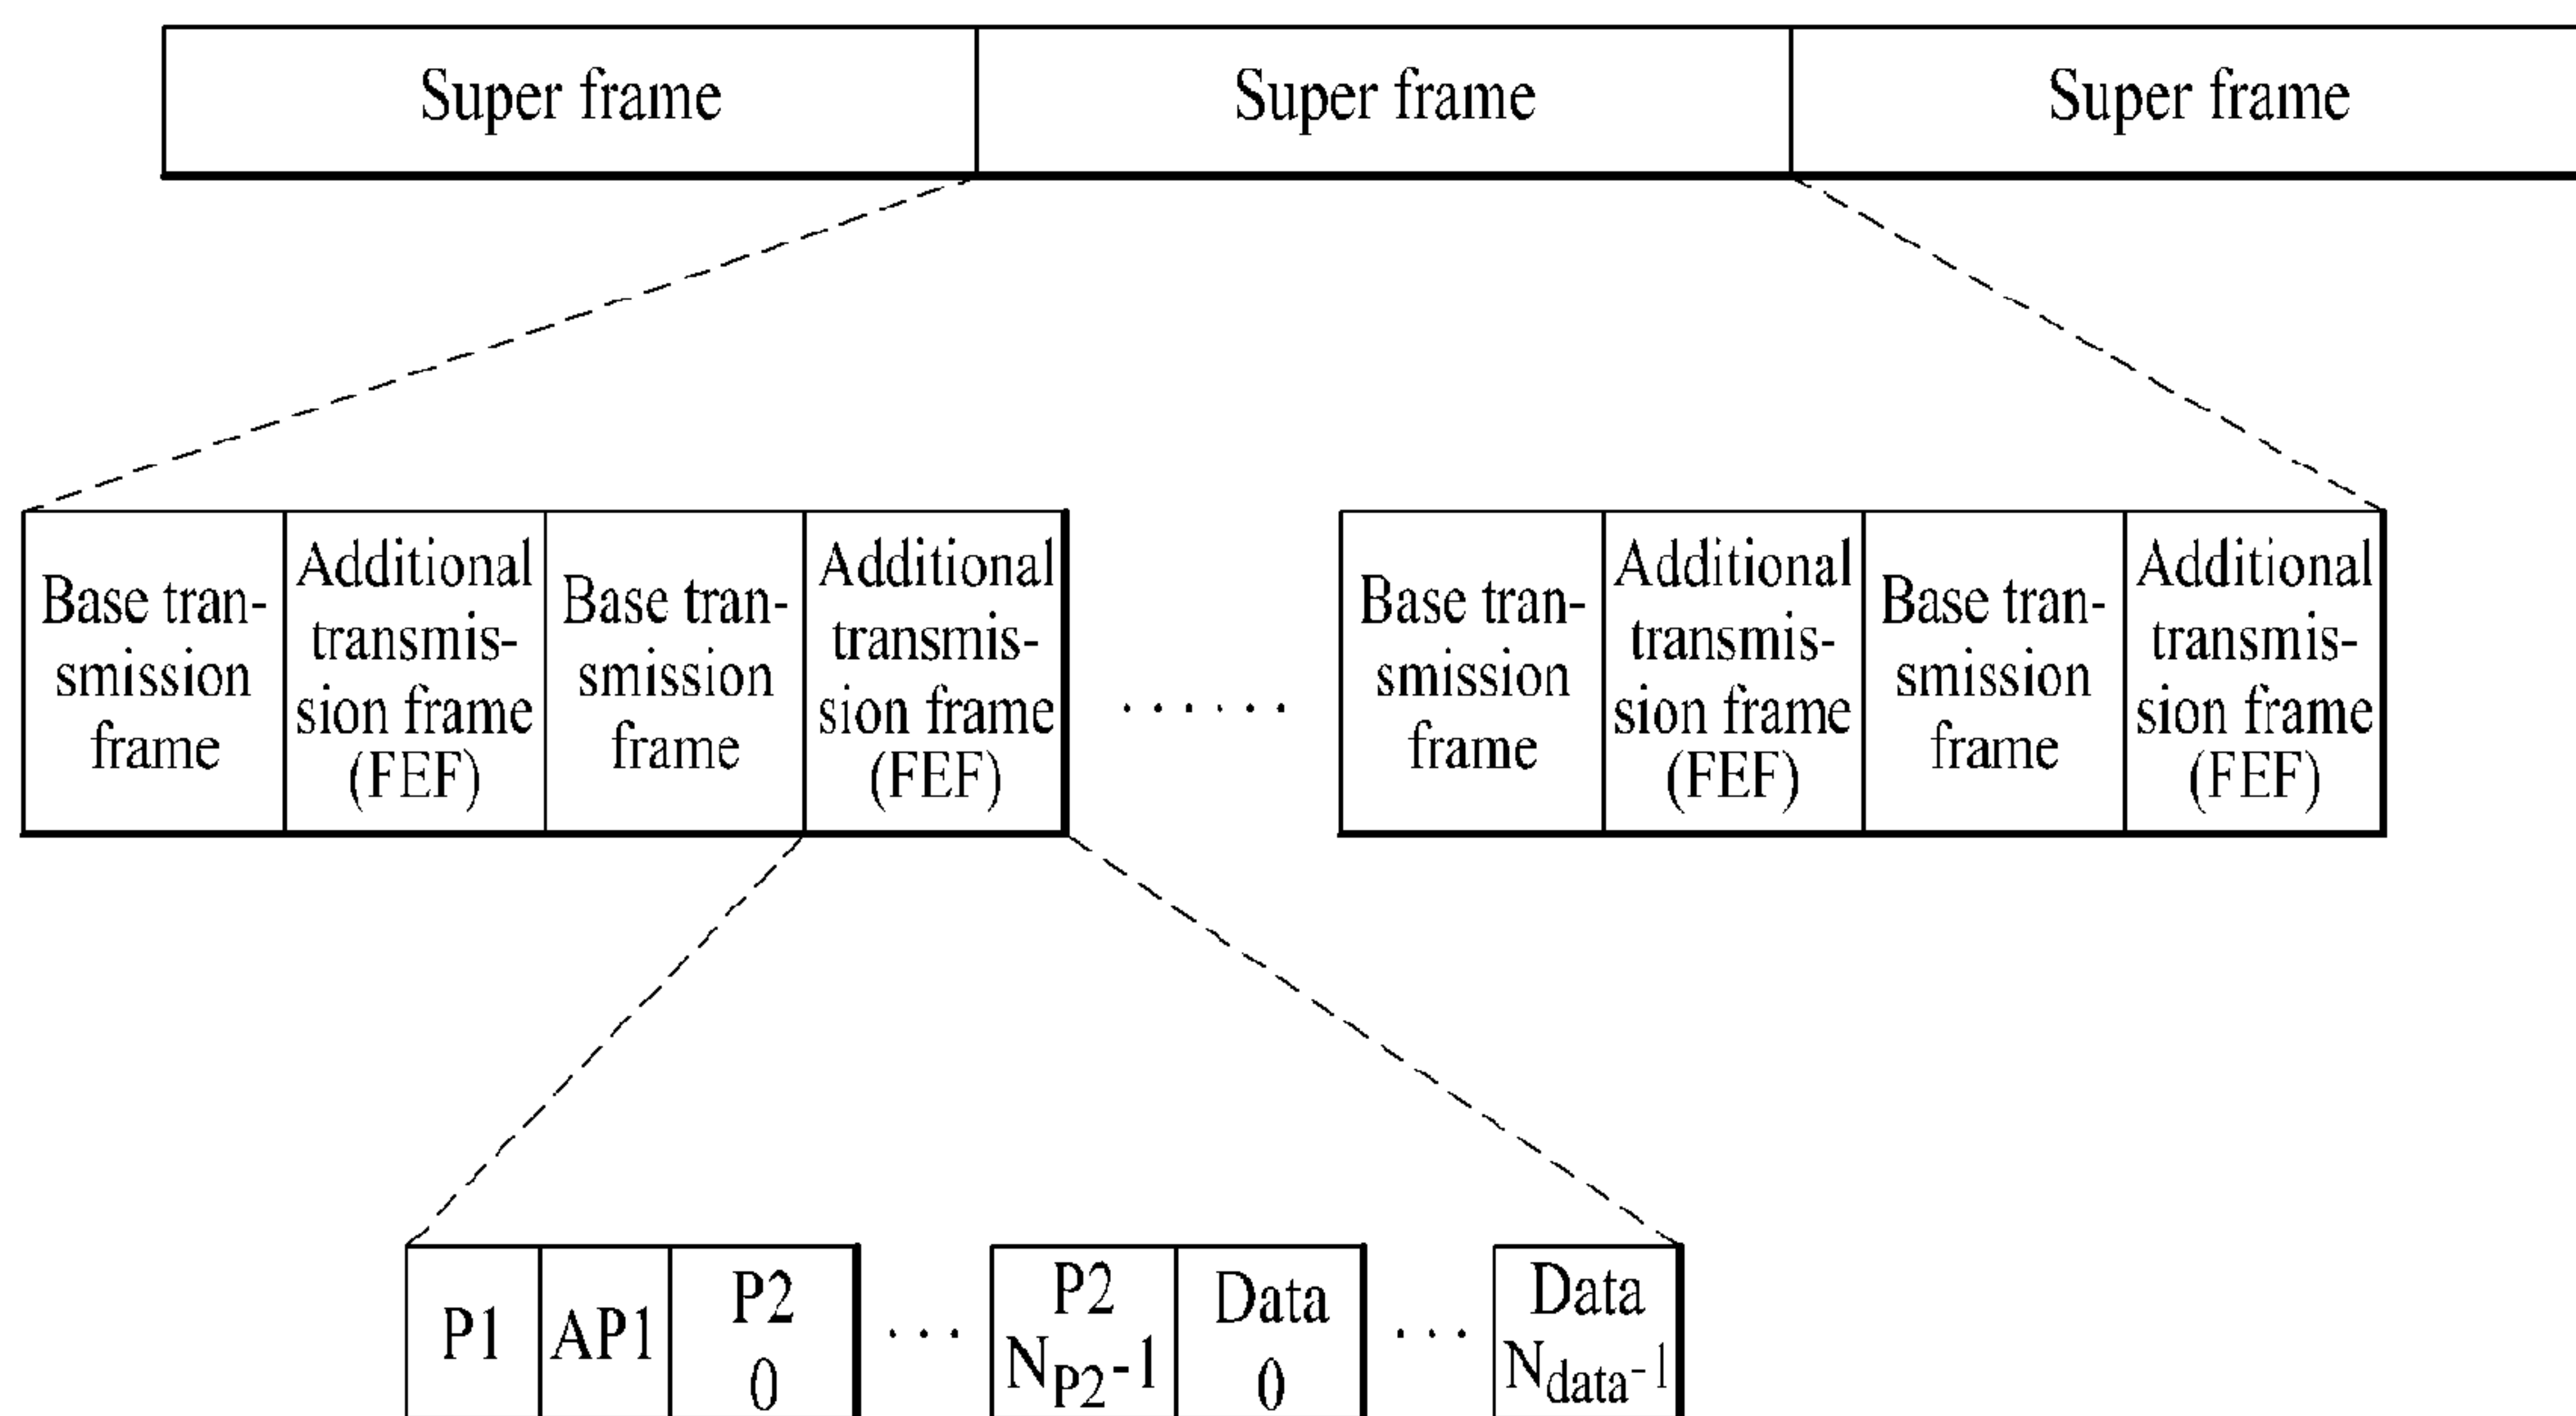 Super frame
Super frame
Super frame
Base tran-
smission
frame
Additional
transmis-
sion frame
(FEF)
Base tran-
smission
frame
Additional
transmis-
sion frame
(FEF)
. . . . . .
Base tran-
smission
frame
Additional
transmis-
sion frame
(FEF)
Base tran-
smission
frame
Additional
transmis-
sion frame
(FEF)
P1
AP1
P2
0
. . .
P2
NP2-1
Data
0
. . .
Data
Ndata-1